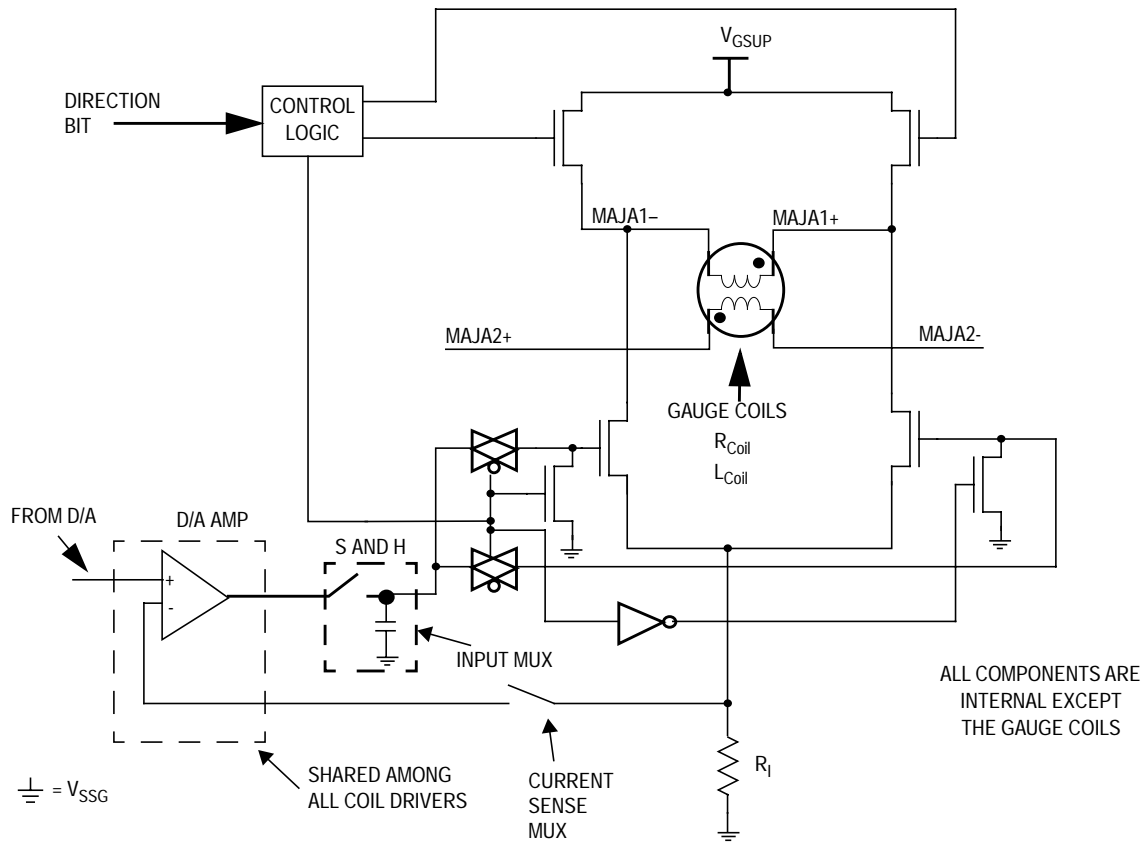 V_GSUP
DIRECTION
BIT
CONTROL
LOGIC
MAJA1–
MAJA1+
MAJA2+
MAJA2-
GAUGE COILS
R_Coil
L_Coil
FROM D/A
D/A AMP
S AND H
+
-
INPUT MUX
ALL COMPONENTS ARE
INTERNAL EXCEPT
THE GAUGE COILS
R_I
SHARED AMONG
ALL COIL DRIVERS
CURRENT
SENSE
MUX
= V_SSG